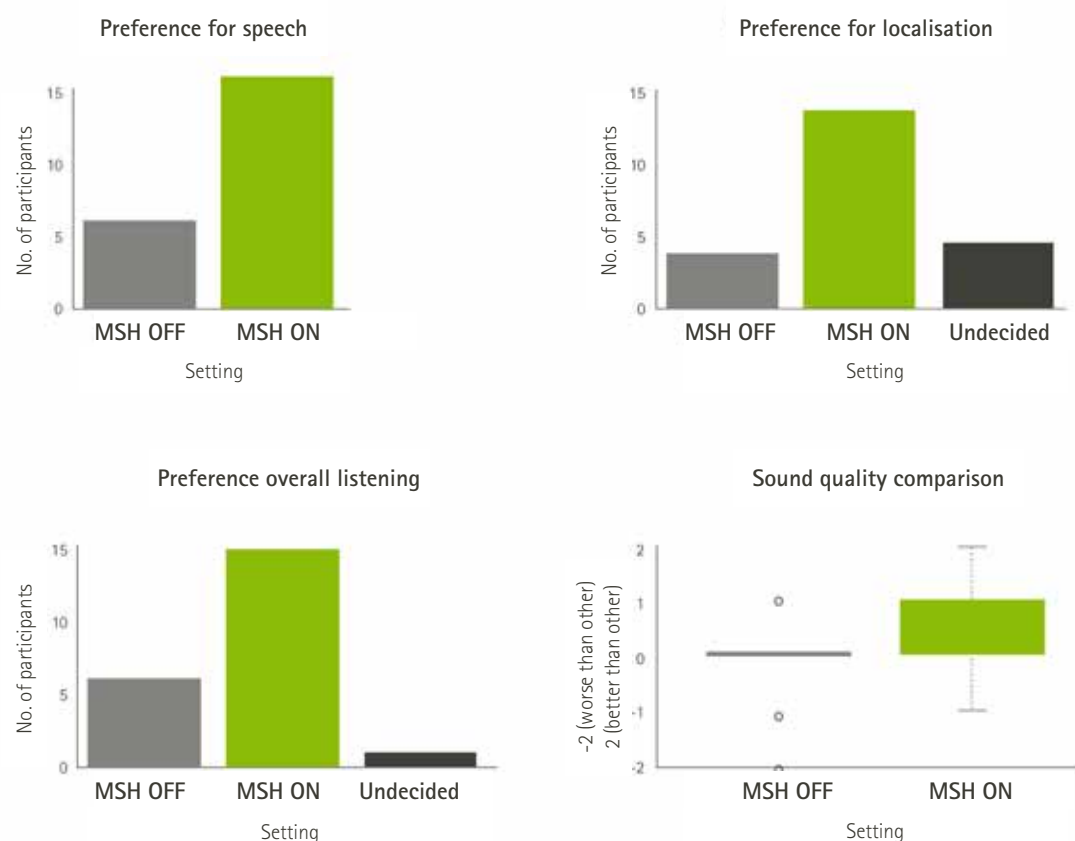 Preference for speech
No. of participants
15
10
5
0
MSH OFF MSH ON
Setting
Preference for localisation
No. of participants
15
10
5
0
MSH OFF MSH ON Undecided
Setting
Preference overall listening
No. of participants
15
10
5
0
MSH OFF MSH ON Undecided
Setting
Sound quality comparison
-2 (worse than other)
2 (better than other)
2
1
0
-1
-2
MSH OFF MSH ON
Setting